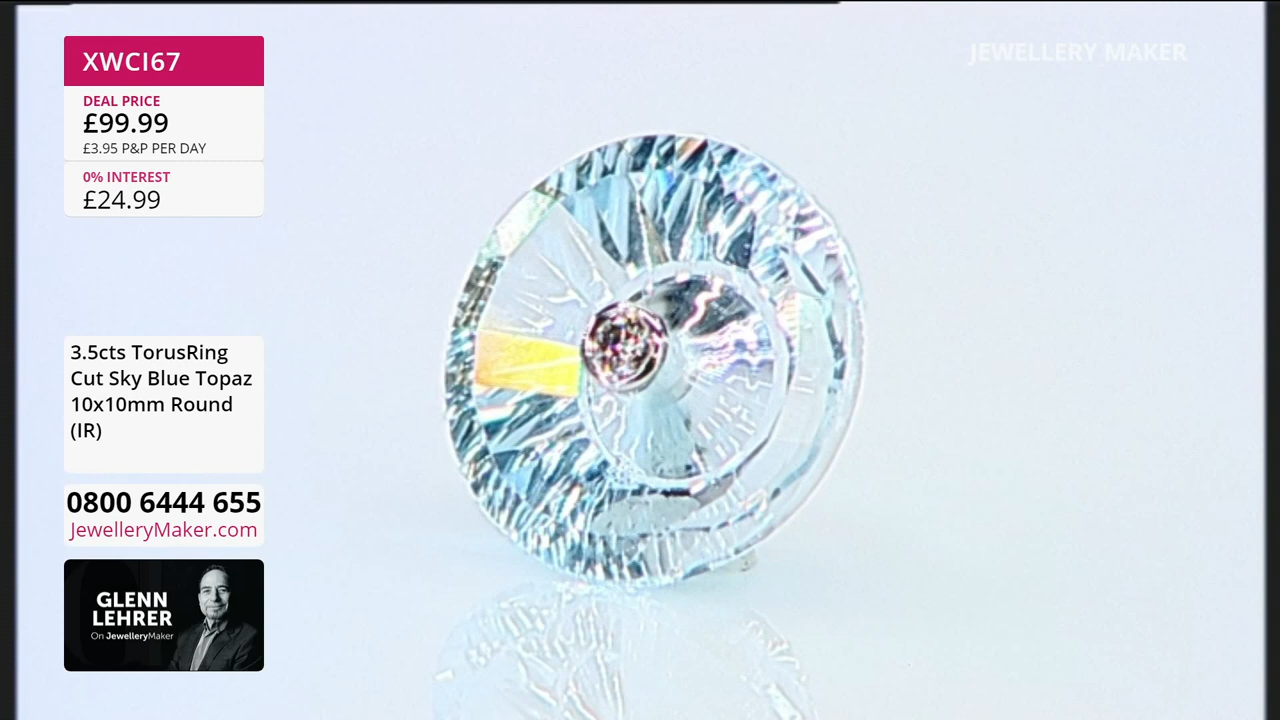 XWCI67
DEAL PRICE
£99.99
£3.95 P&P PER DAY
0% INTEREST
£24.99
3.5cts TorusRing
Cut Sky Blue Topaz
10x10mm Round
(IR)
0800 6444 655
JewelleryMaker.com
GLENN
LEHRER
On JewelleryMaker
JEWELLERY MAKER